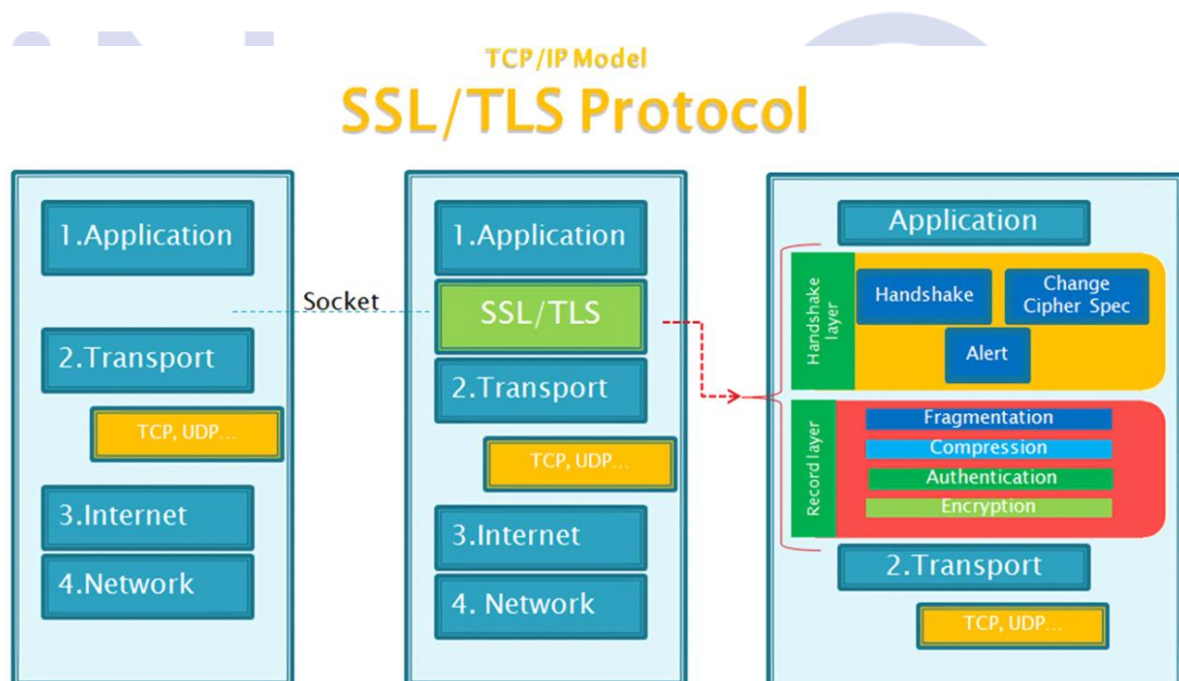 TCP/IP Model
SSL/TLS Protocol
1.Application
2.Transport
TCP, UDP...
3.Internet
4.Network
Socket
1.Application
SSL/TLS
2.Transport
TCP, UDP...
3.Internet
4. Network
Application
Handshake
layer
Handshake
Change
Cipher Spec
Alert
Record layer
Fragmentation
Compression
Authentication
Encryption
2.Transport
TCP, UDP...